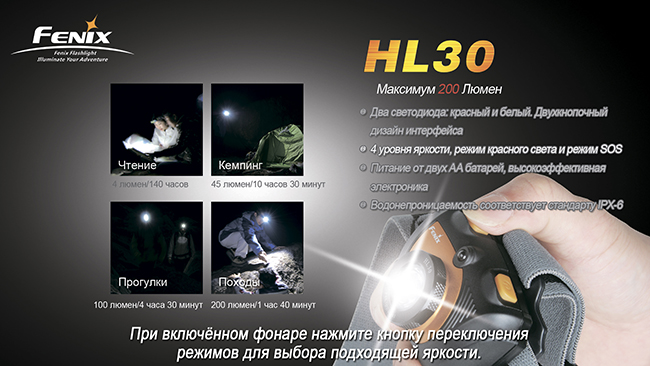 FENIX
Fenix Flashlight
Illuminate Your Adventure
HL30
Максимум 200 Люмен
Два светодиода: красный и белый. Двухкнопочный
дизайн интерфейса
4 уровня яркости, режим красного света и режим SOS
Питание от двух АА батарей, высокоэффективная
электроника
Водонепроницаемость соответствует стандарту IPX-6
Чтение
4 люмен/140 часов
Кемпинг
45 люмен/10 часов 30 минут
Прогулки
100 люмен/4 часа 30 минут
Походы
200 люмен/1 час 40 минут
FENIX
При включённом фонаре нажмите кнопку переключения
режимов для выбора подходящей яркости.